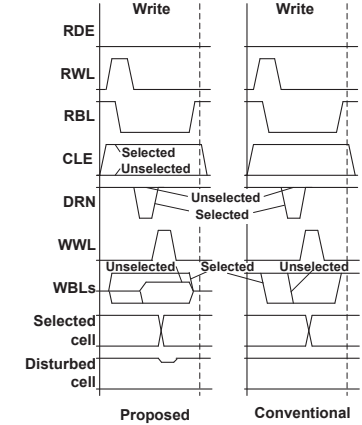 Write Write
RDE
RWL
RBL
CLE Selected
Unselected
DRN
Unselected
Selected
WWL
Unselected Selected Unselected
WBLs
Selected
cell
Disturbed
cell
Proposed Conventional